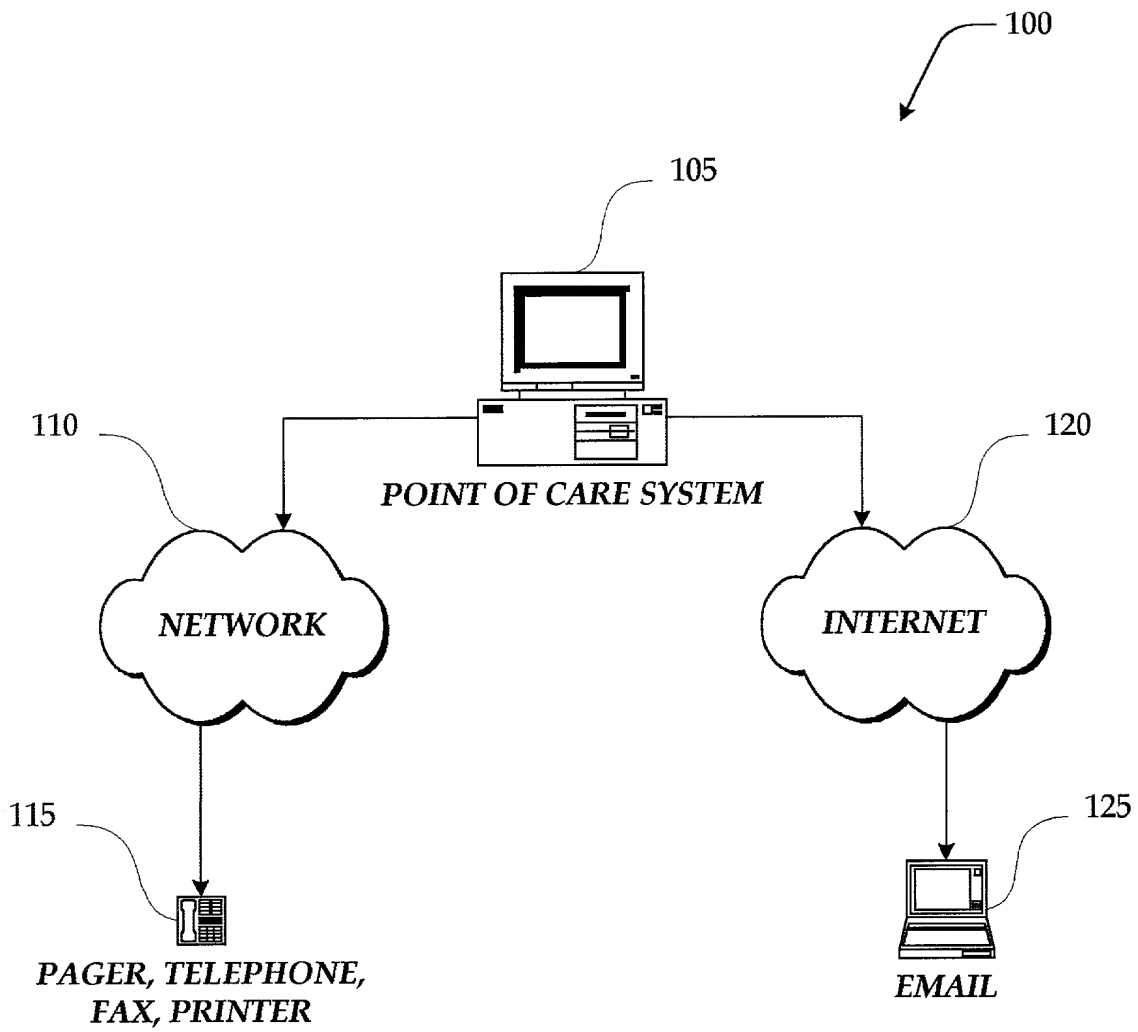 100
105
110
120
POINT OF CARE SYSTEM
NETWORK
INTERNET
115
125
PAGER, TELEPHONE,
FAX, PRINTER
EMAIL